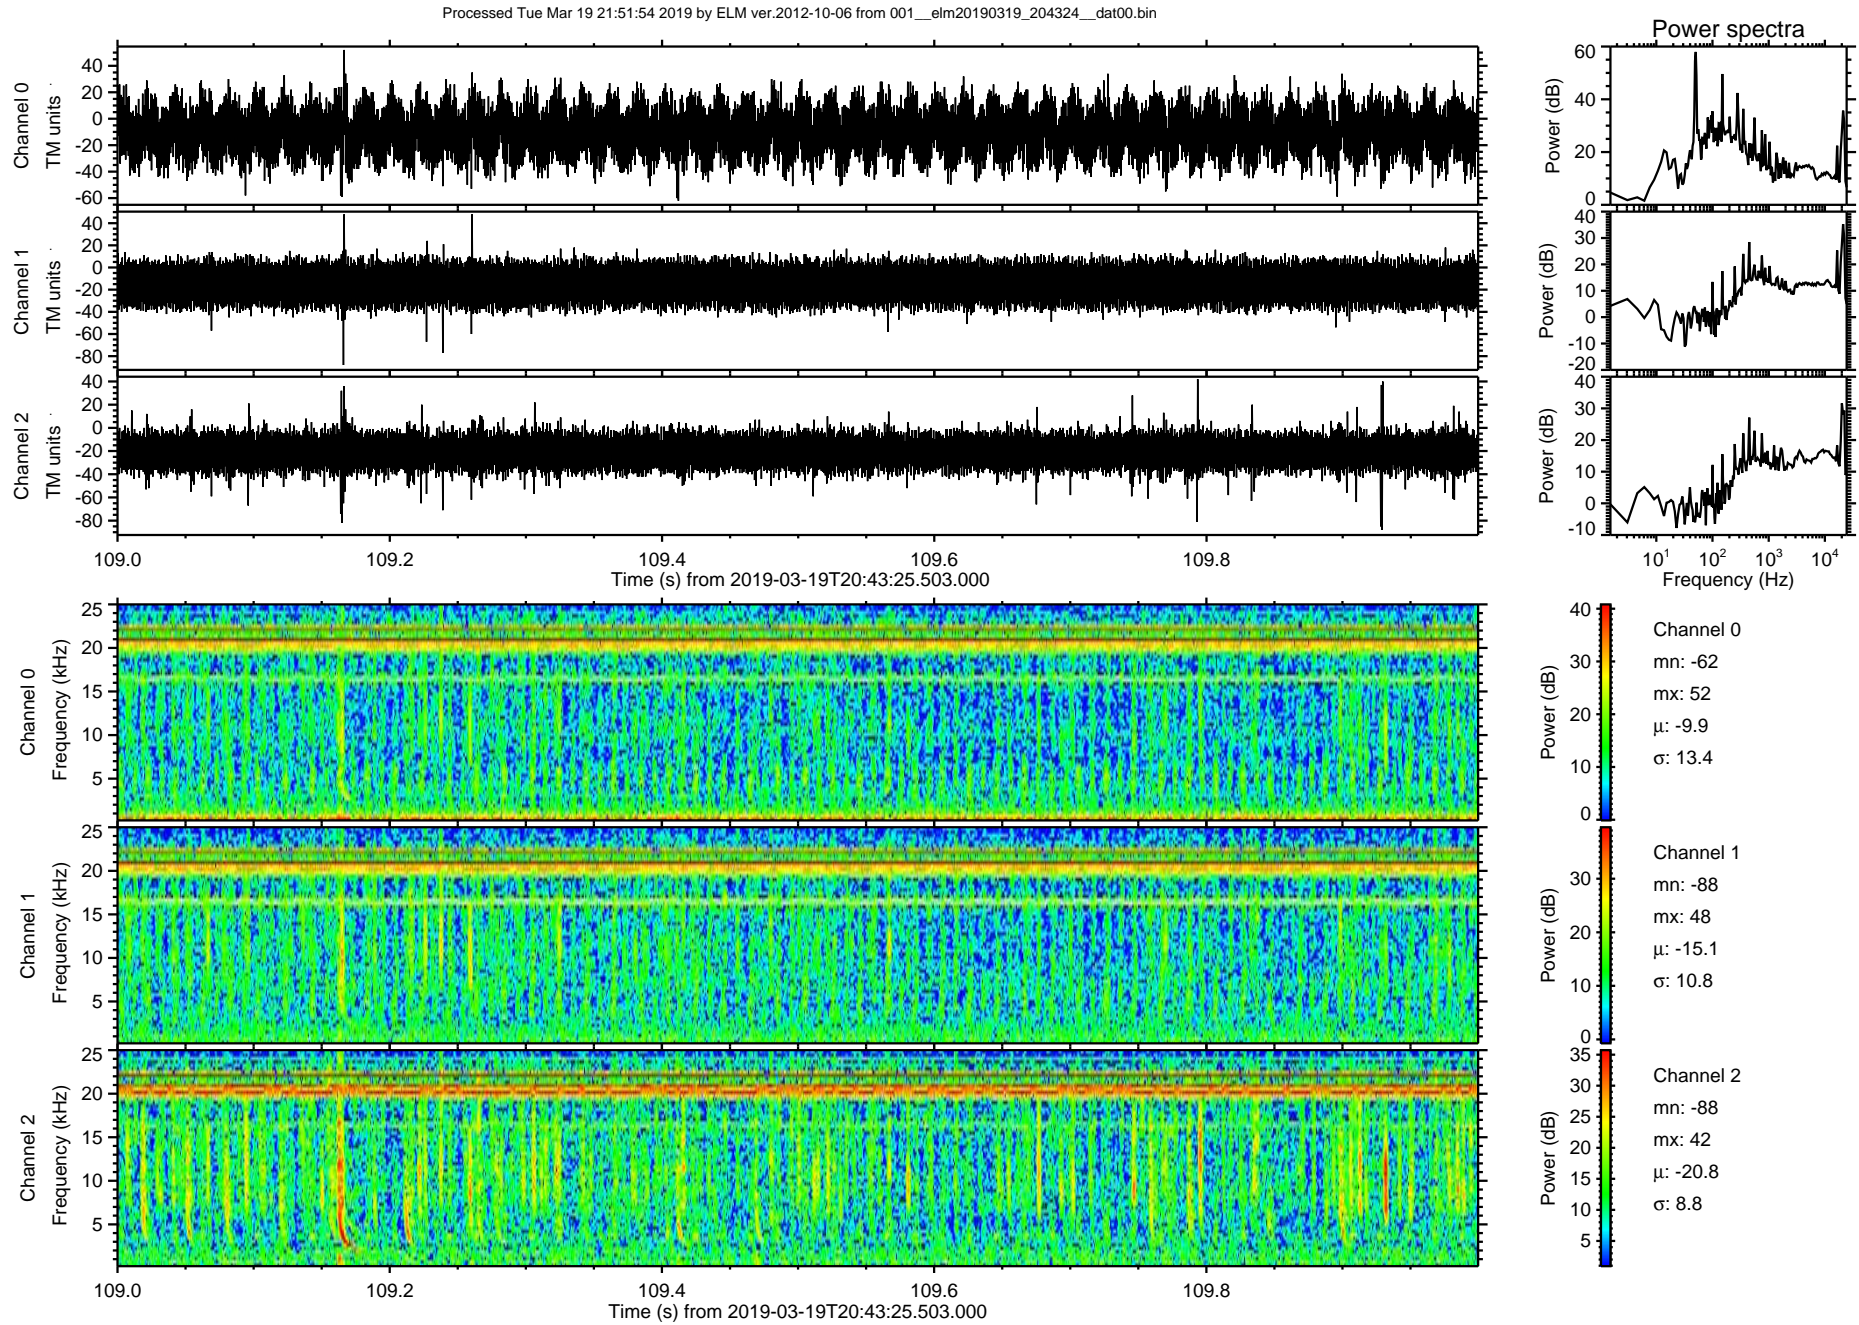 Processed Tue Mar 19 21:51:54 2019 by ELM ver.2012-10-06 from 001__elm20190319_204324__dat00.bin
Power spectra
Channel 0
TM units
40
20
0
-20
-40
-60
Power (dB)
60
40
20
0
Channel 1
TM units
40
20
0
-20
-40
-60
-80
Power (dB)
40
30
20
10
0
-10
-20
Channel 2
TM units
40
20
0
-20
-40
-60
-80
Power (dB)
40
30
20
10
0
-10
109.0 109.2 109.4 109.6 109.8
Time (s) from 2019-03-19T20:43:25.503.000
10^1 10^2 10^3 10^4
Frequency (Hz)
Channel 0
Frequency (kHz)
25
20
15
10
5
Power (dB)
40
30
20
10
0
Channel 0
mn: -62
mx: 52
μ: -9.9
σ: 13.4
Channel 1
Frequency (kHz)
25
20
15
10
5
Power (dB)
30
20
10
0
Channel 1
mn: -88
mx: 48
μ: -15.1
σ: 10.8
Channel 2
Frequency (kHz)
25
20
15
10
5
Power (dB)
35
30
25
20
15
10
5
Channel 2
mn: -88
mx: 42
μ: -20.8
σ: 8.8
109.0 109.2 109.4 109.6 109.8
Time (s) from 2019-03-19T20:43:25.503.000